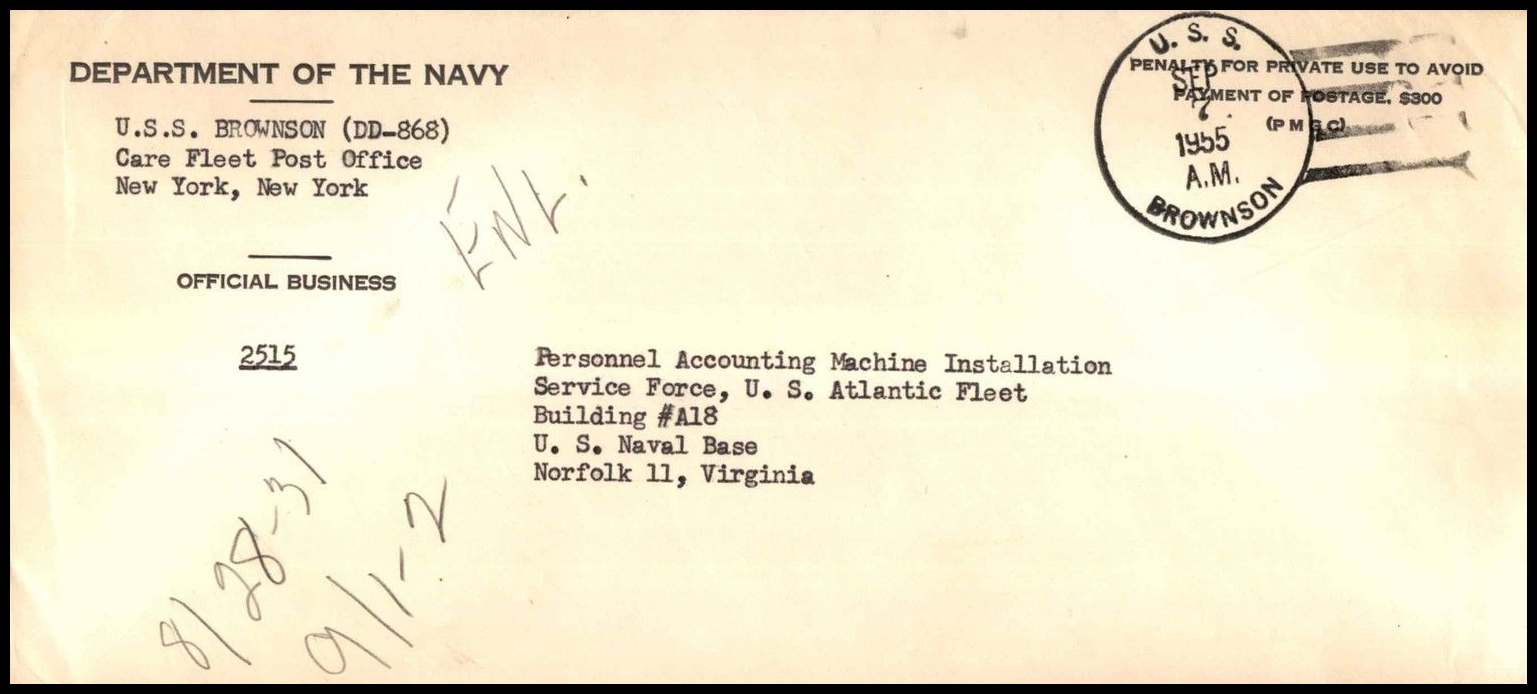 DEPARTMENT OF THE NAVY
U.S.S. BROWNSON (DD-868)
Care Fleet Post Office
New York, New York
OFFICIAL BUSINESS
PENALTY FOR PRIVATE USE TO AVOID
PAYMENT OF POSTAGE, $300
(P M G C)
U. S. S.
SEP
7
1955
A.M.
BROWNSON
ENL.
2515
Personnel Accounting Machine Installation
Service Force, U. S. Atlantic Fleet
Building #A18
U. S. Naval Base
Norfolk 11, Virginia
8/28-31
9/1-2